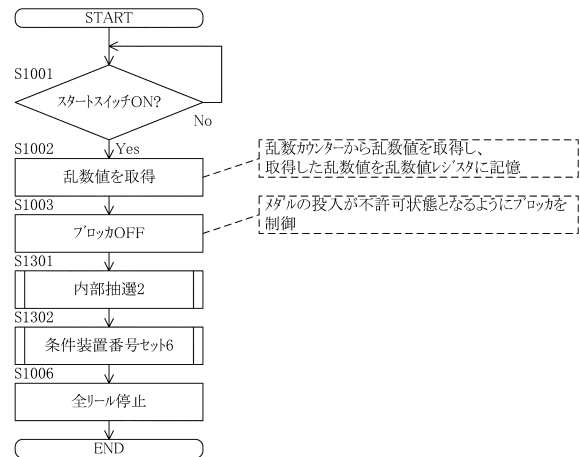 START
S1001
スタートスイッチON?
No
Yes
S1002
乱数値を取得
乱数カウンターから乱数値を取得し、
取得した乱数値を乱数値レジスタに記憶
S1003
ブロッカOFF
メダルの投入が不許可状態となるようにブロッカを
制御
S1301
内部抽選2
S1302
条件装置番号セット6
S1006
全リール停止
END